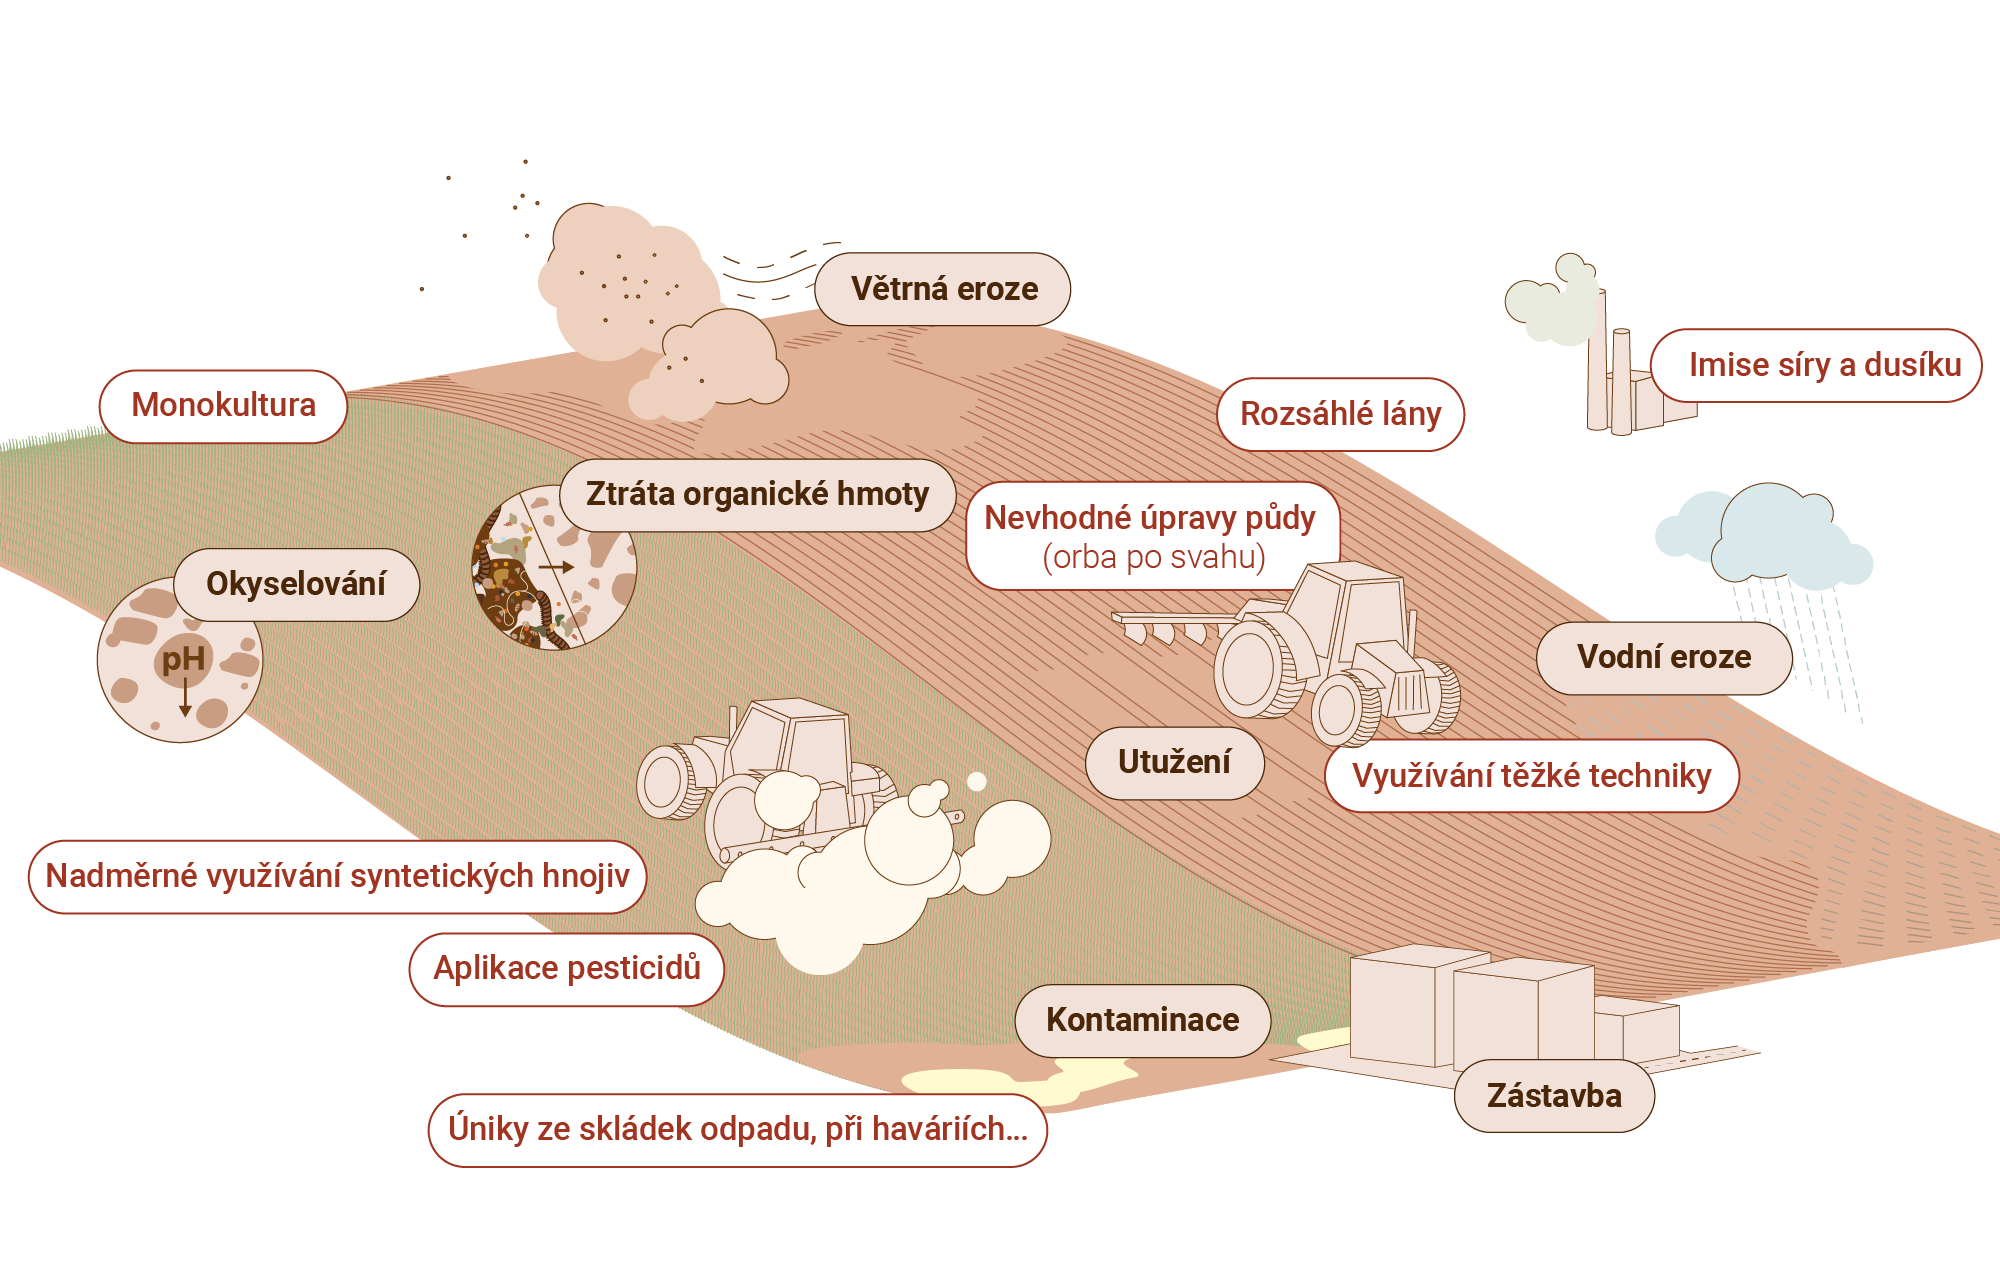 Větrná eroze
Imise síry a dusíku
Monokultura
Rozsáhlé lány
Ztráta organické hmoty
Nevhodné úpravy půdy
(orba po svahu)
Okyselování
pH
Vodní eroze
Utužení
Využívání těžké techniky
Nadměrné využívání syntetických hnojiv
Aplikace pesticidů
Kontaminace
Zástavba
Úniky ze skládek odpadu, při haváriích...